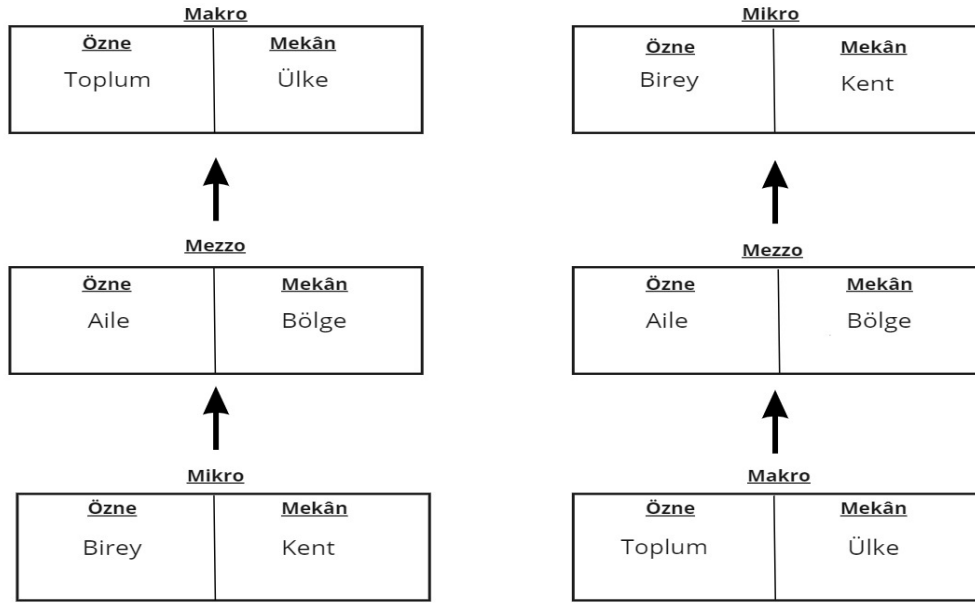 Makro
Özne Mekân
Toplum Ülke
Mezzo
Özne Mekân
Aile Bölge
Mikro
Özne Mekân
Birey Kent
Mikro
Özne Mekân
Birey Kent
Mezzo
Özne Mekân
Aile Bölge
Makro
Özne Mekân
Toplum Ülke